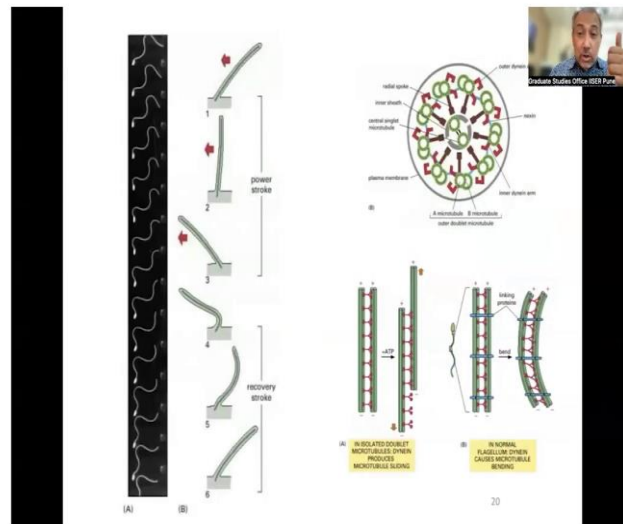 Graduate Studies Office IISER Pune
1
2
3
power
stroke
4
5
recovery
stroke
6
(A)
(B)
outer dynein
radial spoke
inner sheath
nexin
central singlet
microtubule
plasma membrane
inner dynein arm
(B)
A microtubule
B microtubule
outer doublet microtubule
+ + +
+ATP
- -
+ + + +
linking
proteins
bend
- - - -
(A)
IN ISOLATED DOUBLET
MICROTUBULES: DYNEIN
PRODUCES
MICROTUBULE SLIDING
(B)
IN NORMAL
FLAGELLUM: DYNEIN
CAUSES MICROTUBULE
BENDING
20